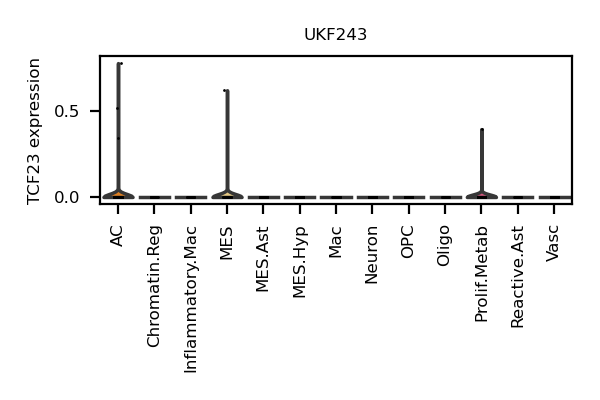 UKF243
TCF23 expression
0.5
0.0
AC
Chromatin.Reg
Inflammatory.Mac
MES
MES.Ast
MES.Hyp
Mac
Neuron
OPC
Oligo
Prolif.Metab
Reactive.Ast
Vasc